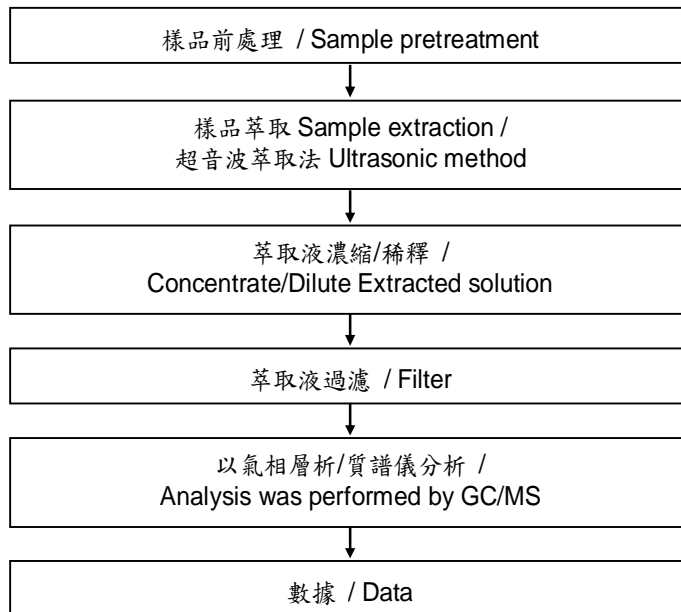 樣品前處理 / Sample pretreatment
樣品萃取 Sample extraction /
超音波萃取法 Ultrasonic method
萃取液濃縮/稀釋 /
Concentrate/Dilute Extracted solution
萃取液過濾 / Filter
以氣相層析/質譜儀分析 /
Analysis was performed by GC/MS
數據 / Data